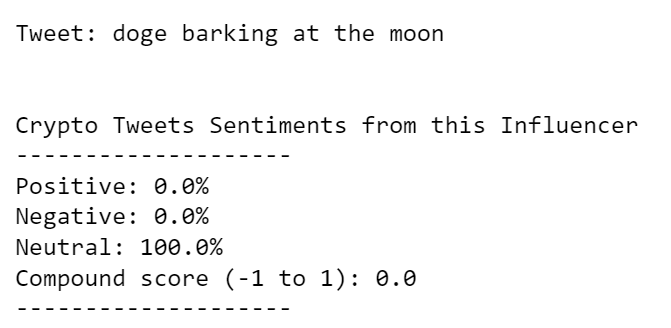 Tweet: doge barking at the moon
Crypto Tweets Sentiments from this Influencer
--------------------
Positive: 0.0%
Negative: 0.0%
Neutral: 100.0%
Compound score (-1 to 1): 0.0
--------------------